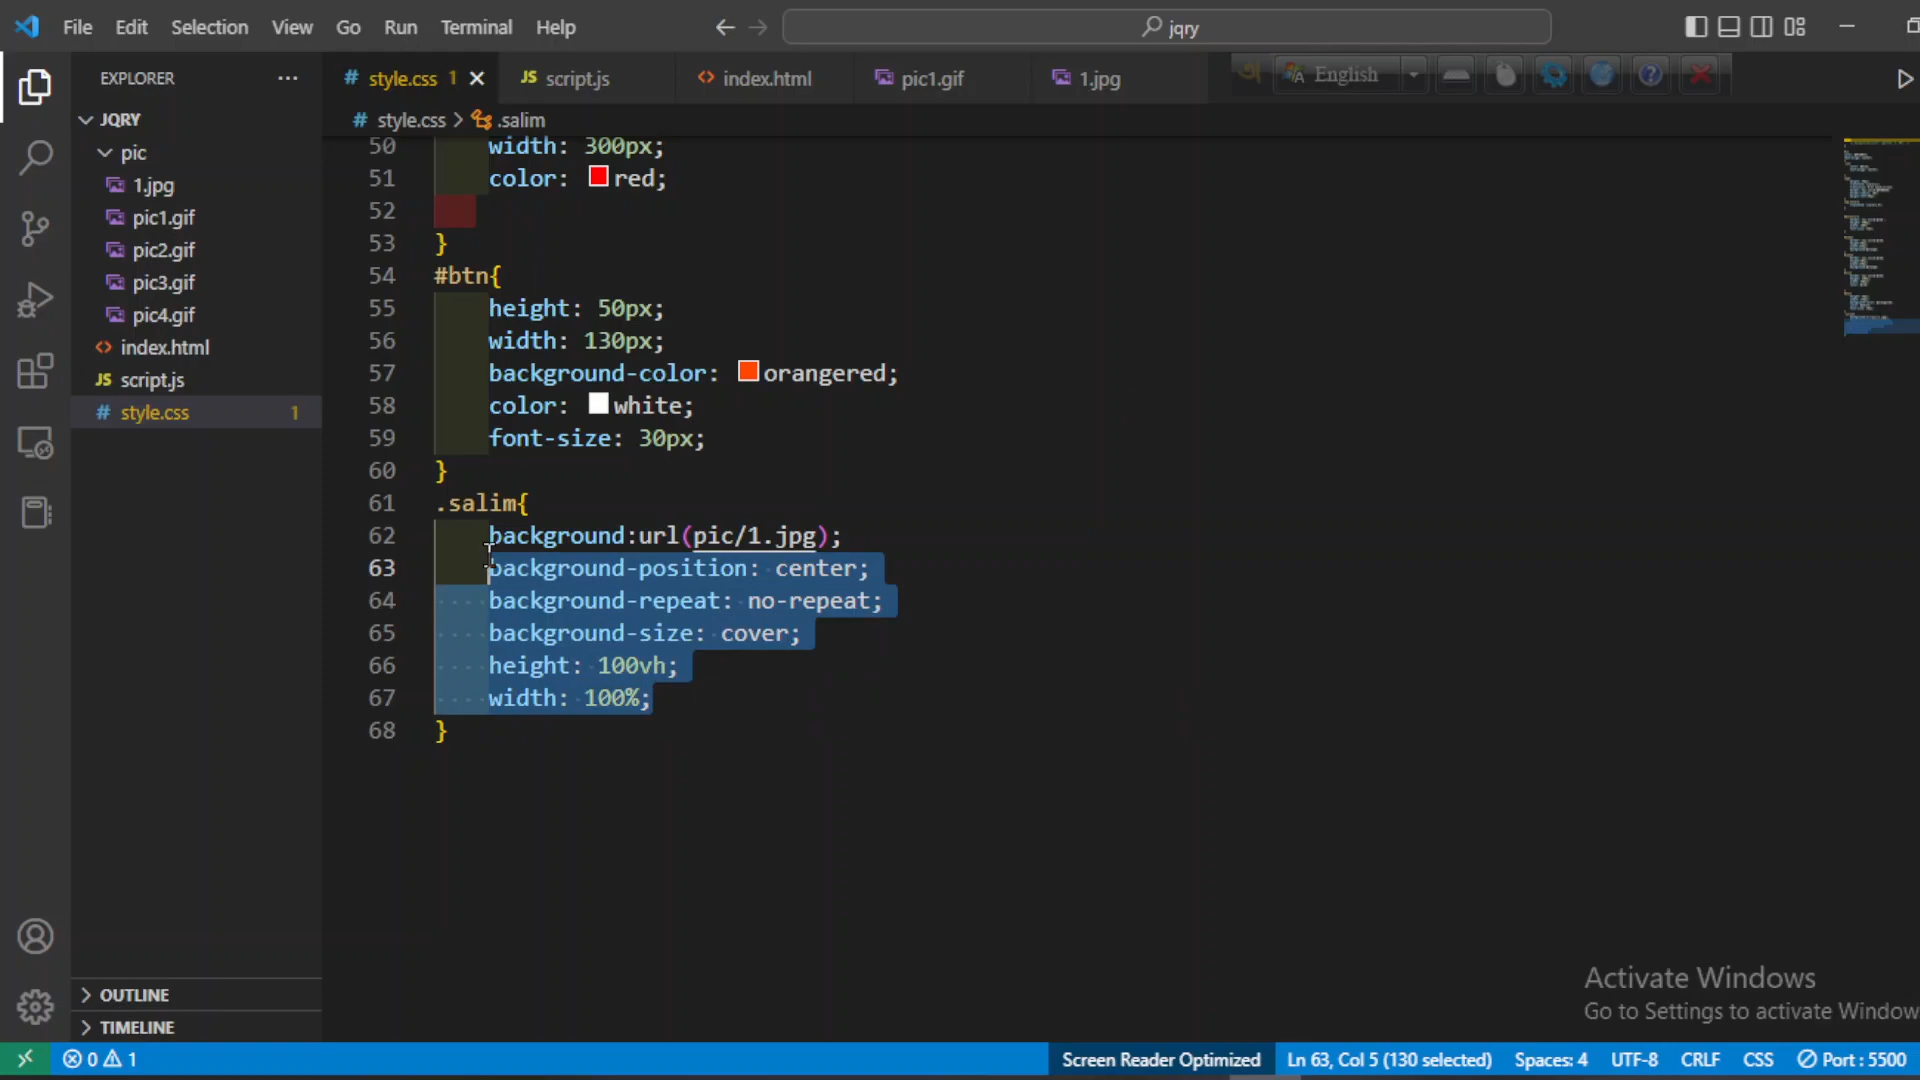 File Edit Selection View Go Run Terminal Help
jqry
EXPLORER
JQRY
pic
1.jpg
pic1.gif
pic2.gif
pic3.gif
pic4.gif
index.html
JS script.js
# style.css 1
OUTLINE
TIMELINE
# style.css 1
JS script.js
index.html
pic1.gif
1.jpg
English
# style.css > .salim
50 width: 300px;
51 color: red;
52
53 }
54 #btn{
55 height: 50px;
56 width: 130px;
57 background-color: orangered;
58 color: white;
59 font-size: 30px;
60 }
61 .salim{
62 background:url(pic/1.jpg);
63 background-position: center;
64 background-repeat: no-repeat;
65 background-size: cover;
66 height: 100vh;
67 width: 100%;
68 }
Activate Windows
Go to Settings to activate Window
0 1 Screen Reader Optimized Ln 63, Col 5 (130 selected) Spaces: 4 UTF-8 CRLF CSS Port : 5500